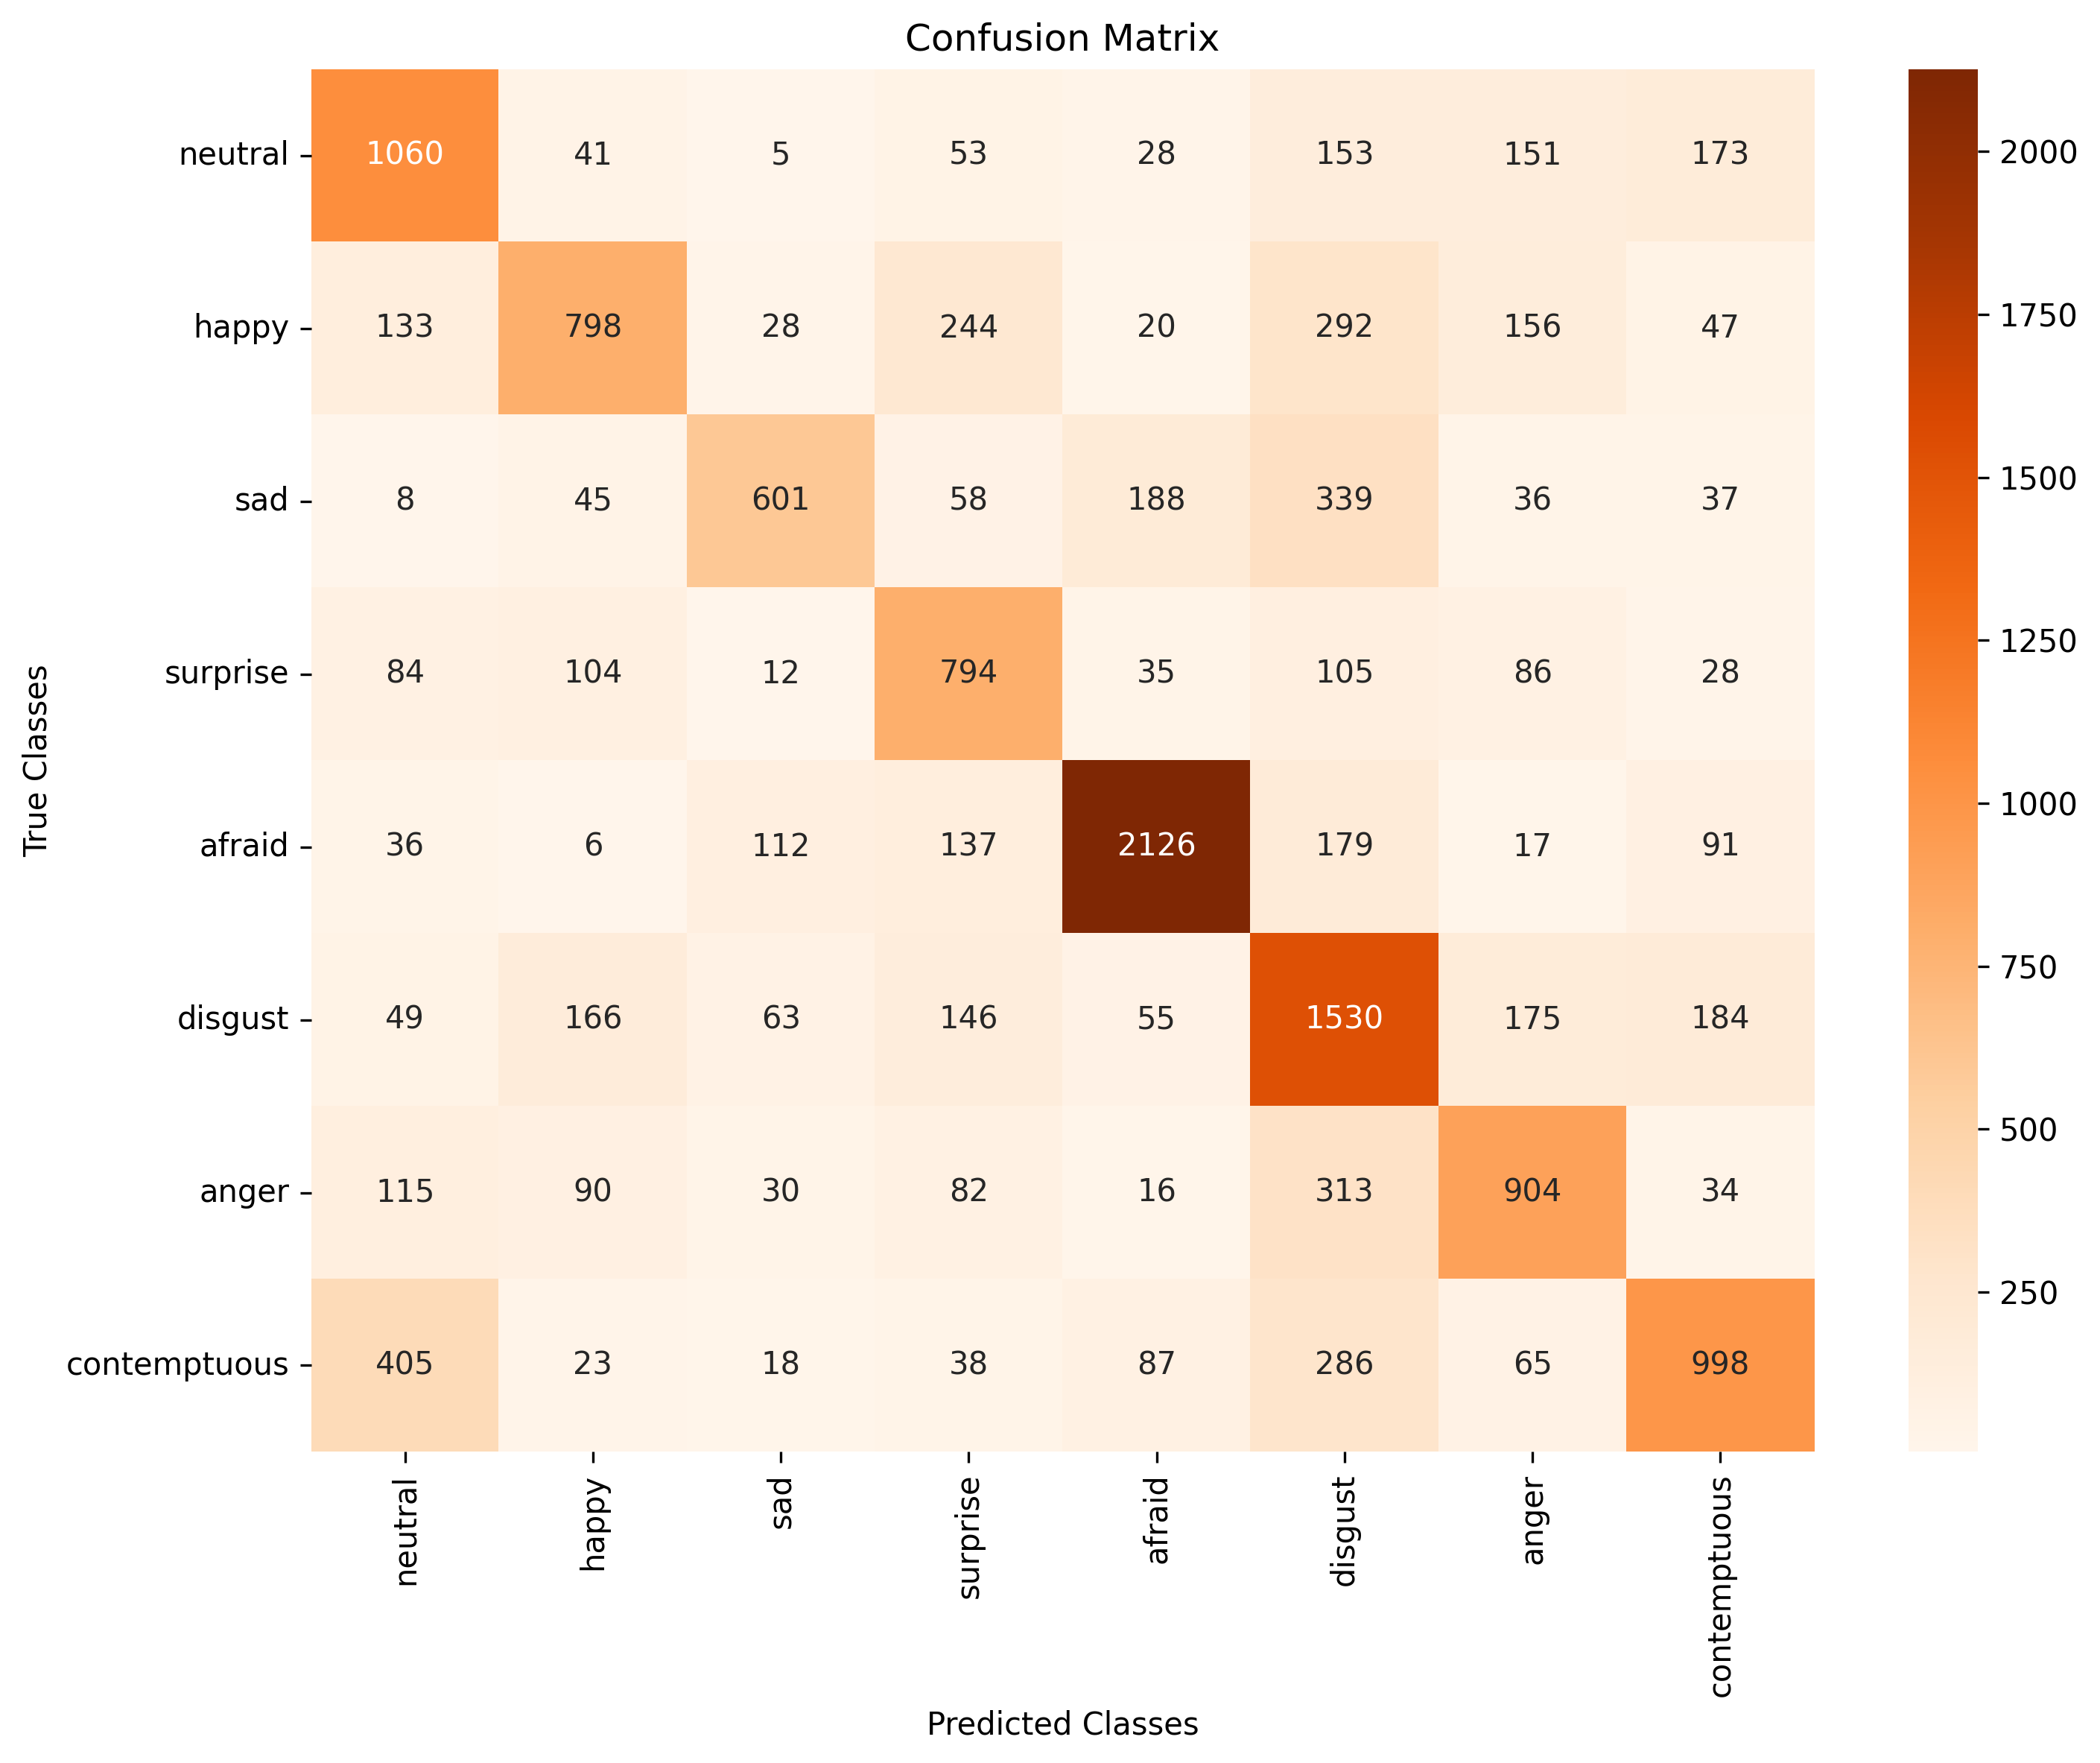 Confusion Matrix
True Classes
neutral 1060 41 5 53 28 153 151 173
happy 133 798 28 244 20 292 156 47
sad 8 45 601 58 188 339 36 37
surprise 84 104 12 794 35 105 86 28
afraid 36 6 112 137 2126 179 17 91
disgust 49 166 63 146 55 1530 175 184
anger 115 90 30 82 16 313 904 34
contemptuous 405 23 18 38 87 286 65 998
neutral happy sad surprise afraid disgust anger contemptuous
Predicted Classes
2000
1750
1500
1250
1000
750
500
250